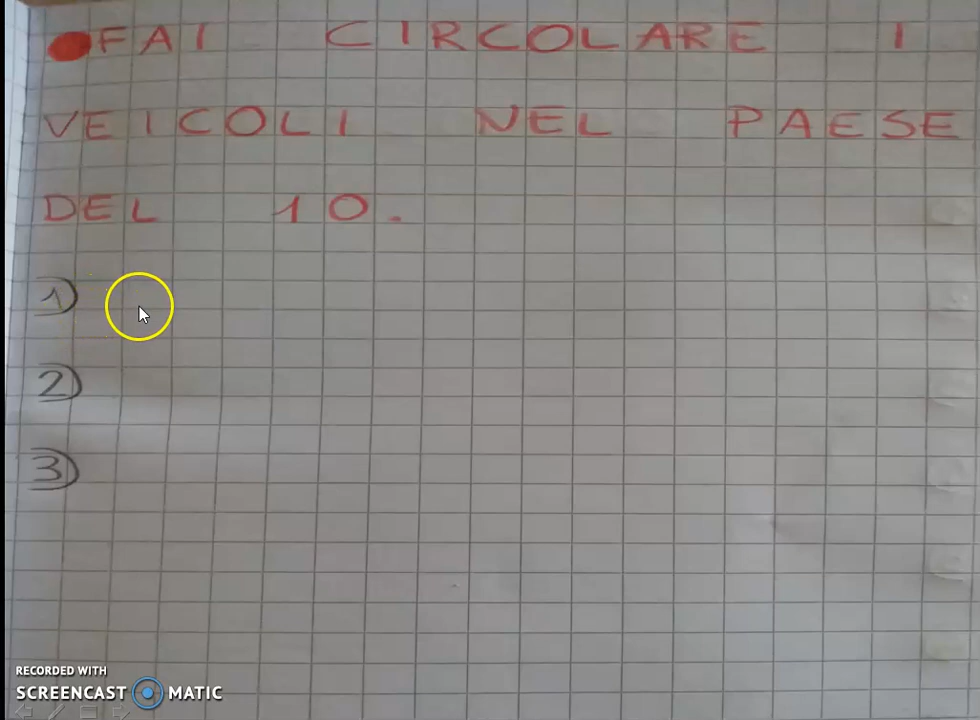 FAI CIRCOLARE I
VEICOLI NEL PAESE
DEL 10.
1)
2)
3)
RECORDED WITH
SCREENCAST MATIC